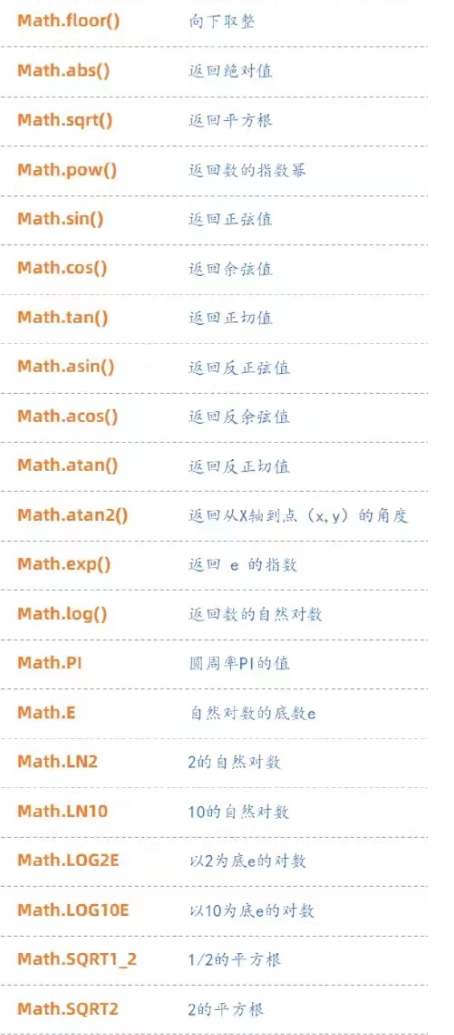 Math.floor() 向下取整
Math.abs() 返回绝对值
Math.sqrt() 返回平方根
Math.pow() 返回数的指数幂
Math.sin() 返回正弦值
Math.cos() 返回余弦值
Math.tan() 返回正切值
Math.asin() 返回反正弦值
Math.acos() 返回反余弦值
Math.atan() 返回反正切值
Math.atan2() 返回从X轴到点（x,y）的角度
Math.exp() 返回 e 的指数
Math.log() 返回数的自然对数
Math.PI 圆周率PI的值
Math.E 自然对数的底数e
Math.LN2 2的自然对数
Math.LN10 10的自然对数
Math.LOG2E 以2为底e的对数
Math.LOG10E 以10为底e的对数
Math.SQRT1_2 1/2的平方根
Math.SQRT2 2的平方根